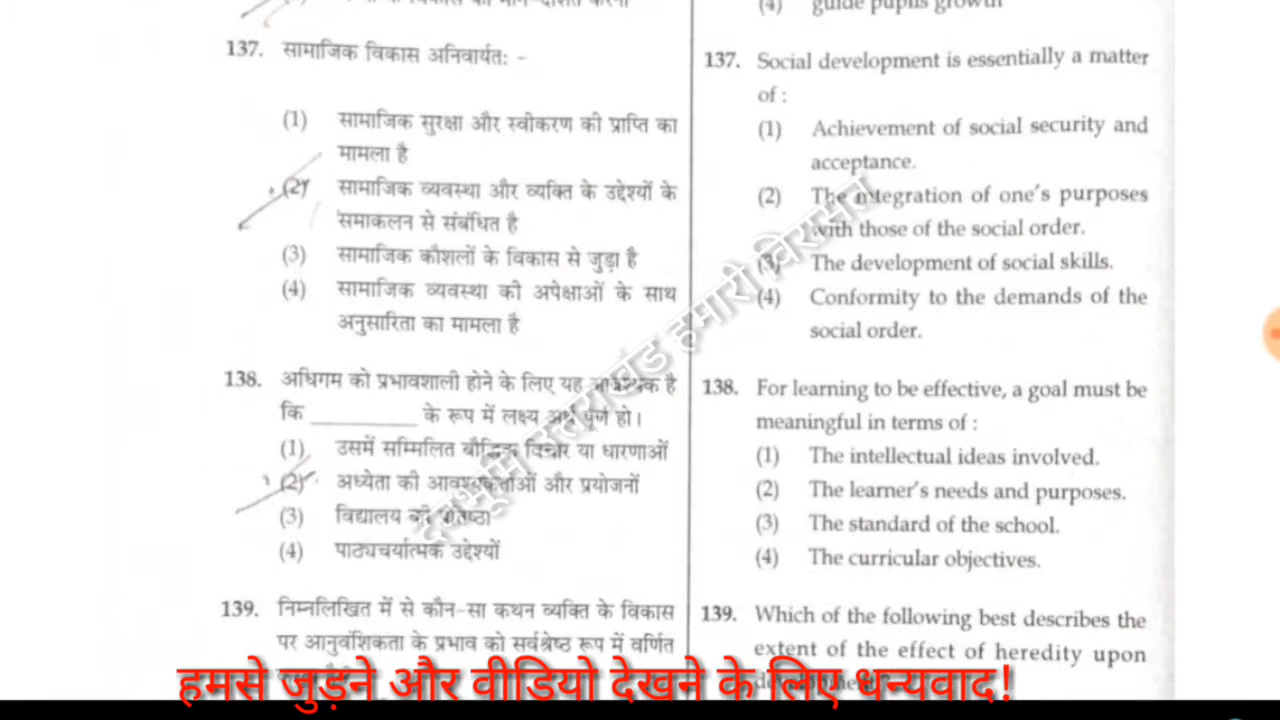 (4) guide pupils growth
137. सामाजिक विकास अनिवार्यतः -
(1) सामाजिक सुरक्षा और स्वीकरण की प्राप्ति का
मामला है
(2) सामाजिक व्यवस्था और व्यक्ति के उद्देश्यों के
समाकलन से संबंधित है
(3) सामाजिक कौशलों के विकास से जुड़ा है
(4) सामाजिक व्यवस्था की अपेक्षाओं के साथ
अनुसारिता का मामला है
138. अधिगम को प्रभावशाली होने के लिए यह आवश्यक है
कि __________ के रूप में लक्ष्य अर्थ पूर्ण हो।
(1) उसमें सम्मिलित बौद्धिक विचार या धारणाओं
(2) अध्येता की आवश्यकताओं और प्रयोजनों
(3) विद्यालय की प्रतिष्ठा
(4) पाठ्यचर्यात्मक उद्देश्यों
139. निम्नलिखित में से कौन-सा कथन व्यक्ति के विकास
पर आनुवंशिकता के प्रभाव को सर्वश्रेष्ठ रूप में वर्णित
137. Social development is essentially a matter
of :
(1) Achievement of social security and
acceptance.
(2) The integration of one's purposes
with those of the social order.
(3) The development of social skills.
(4) Conformity to the demands of the
social order.
138. For learning to be effective, a goal must be
meaningful in terms of :
(1) The intellectual ideas involved.
(2) The learner's needs and purposes.
(3) The standard of the school.
(4) The curricular objectives.
139. Which of the following best describes the
extent of the effect of heredity upon
देवभूमि उत्तराखंड हमारी विरासत
हमसे जुड़ने और वीडियो देखने के लिए धन्यवाद!